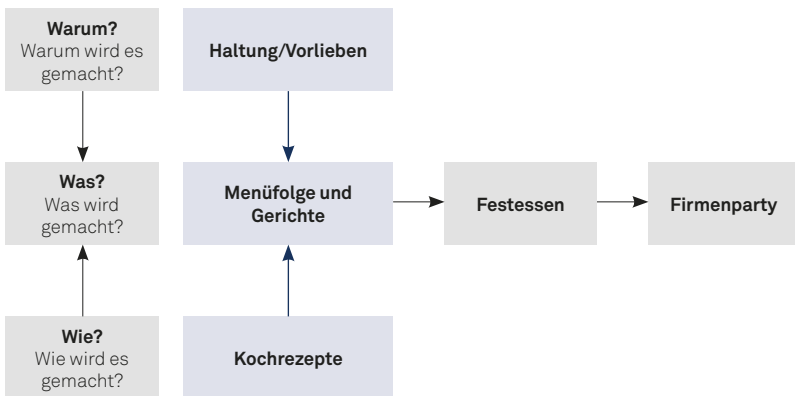 Warum?
Warum wird es
gemacht?
Haltung/Vorlieben
Was?
Was wird
gemacht?
Menüfolge und
Gerichte
Festessen
Firmenparty
Wie?
Wie wird es
gemacht?
Kochrezepte